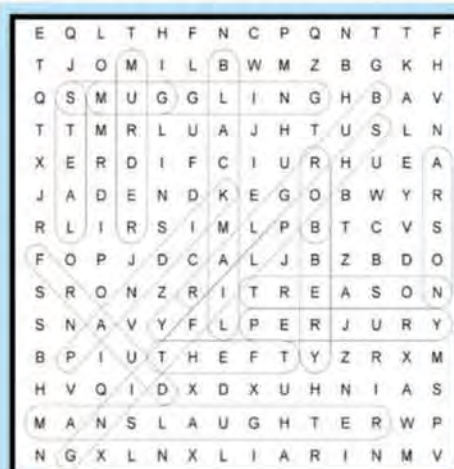 E Q L T H F N C P Q N T T F
T J O M I L B W M Z B G K H
Q S M U G G L I N G H B A V
T T M R L U A J H T U S L N
X E R D I F C I U R H U E A
J A D E N D K E G O B W Y R
R L I R S I M L P B T C V S
F O P J D C A L J B Z B D O
S R O N Z R I T R E A S O N
S N A V Y F L P E R J U R Y
B P I U T H E F T Y Z R X M
H V Q I D X D X U H N I A S
M A N S L A U G H T E R W P
N G X L N X L I A R I N M V